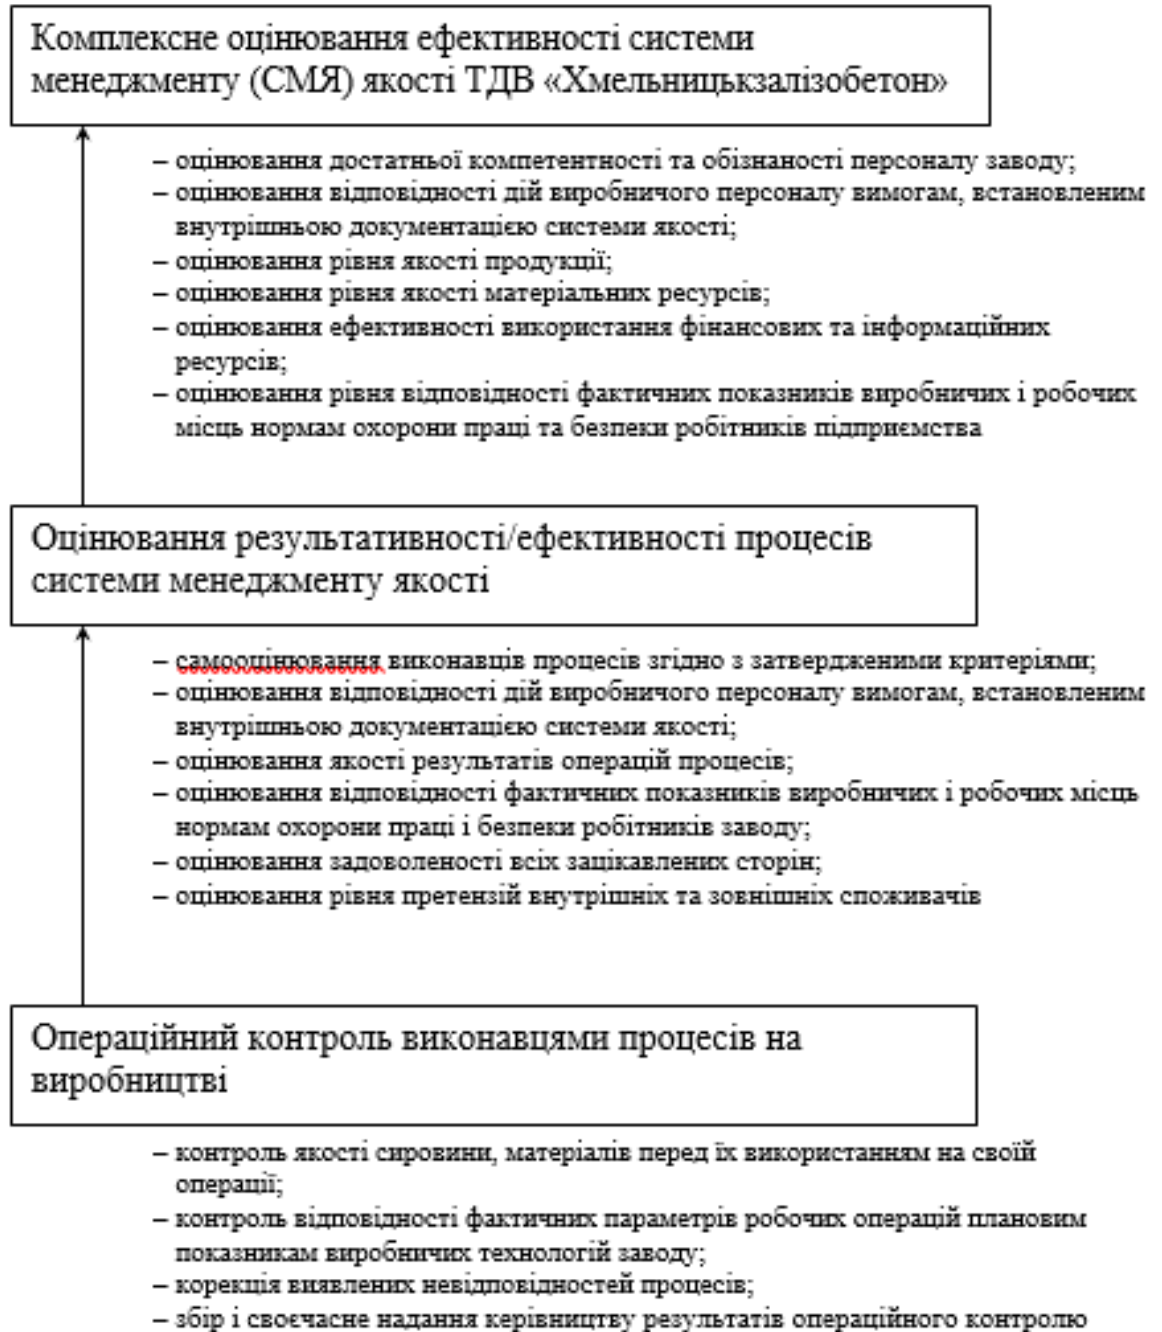 Комплексне оцінювання ефективності системи
менеджменту (СМЯ) якості ТДВ «Хмельницькзалізобетон»
– оцінювання достатньої компетентності та обізнаності персоналу заводу;
– оцінювання відповідності дій виробничого персоналу вимогам, встановленим
внутрішньою документацією системи якості;
– оцінювання рівня якості продукції;
– оцінювання рівня якості матеріальних ресурсів;
– оцінювання ефективності використання фінансових та інформаційних
ресурсів;
– оцінювання рівня відповідності фактичних показників виробничих і робочих
місць нормам охорони праці та безпеки робітників підприємства
Оцінювання результативності/ефективності процесів
системи менеджменту якості
– самооцінювання виконавців процесів згідно з затвердженими критеріями;
– оцінювання відповідності дій виробничого персоналу вимогам, встановленим
внутрішньою документацією системи якості;
– оцінювання якості результатів операцій процесів;
– оцінювання відповідності фактичних показників виробничих і робочих місць
нормам охорони праці і безпеки робітників заводу;
– оцінювання задоволеності всіх зацікавлених сторін;
– оцінювання рівня претензій внутрішніх та зовнішніх споживачів
Операційний контроль виконавцями процесів на
виробництві
– контроль якості сировини, матеріалів перед їх використанням на своїй
операції;
– контроль відповідності фактичних параметрів робочих операцій плановим
показникам виробничих технологій заводу;
– корекція виявлених невідповідностей процесів;
– збір і своєчасне надання керівництву результатів операційного контролю